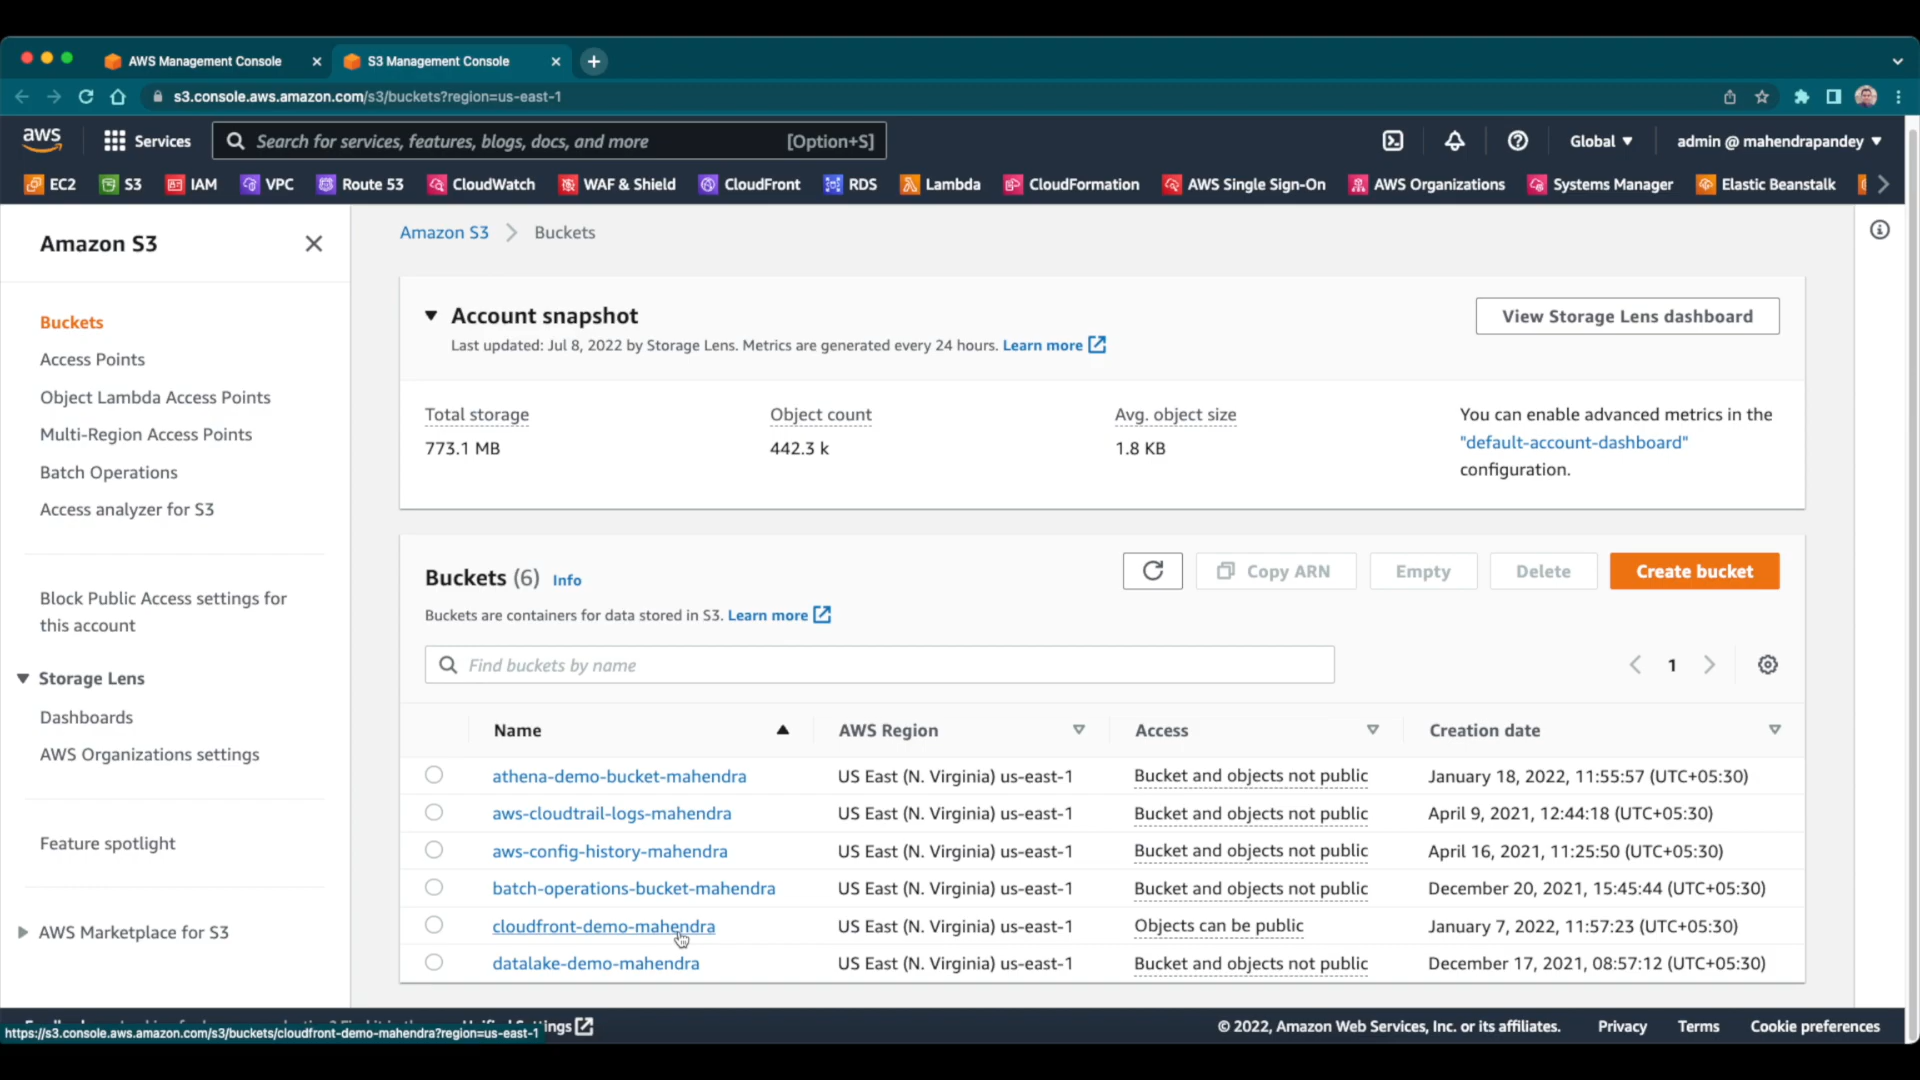 AWS Management Console
S3 Management Console
s3.console.aws.amazon.com/s3/buckets?region=us-east-1
aws
Services
Search for services, features, blogs, docs, and more
[Option+S]
Global
admin @ mahendrapandey
EC2
S3
IAM
VPC
Route 53
CloudWatch
WAF & Shield
CloudFront
RDS
Lambda
CloudFormation
AWS Single Sign-On
AWS Organizations
Systems Manager
Elastic Beanstalk
Amazon S3
Buckets
Access Points
Object Lambda Access Points
Multi-Region Access Points
Batch Operations
Access analyzer for S3
Block Public Access settings for
this account
Storage Lens
Dashboards
AWS Organizations settings
Feature spotlight
AWS Marketplace for S3
Amazon S3 > Buckets
Account snapshot
View Storage Lens dashboard
Last updated: Jul 8, 2022 by Storage Lens. Metrics are generated every 24 hours. Learn more
Total storage
773.1 MB
Object count
442.3 k
Avg. object size
1.8 KB
You can enable advanced metrics in the
"default-account-dashboard"
configuration.
Buckets (6) Info
Copy ARN
Empty
Delete
Create bucket
Buckets are containers for data stored in S3. Learn more
Find buckets by name
1
Name AWS Region Access Creation date
athena-demo-bucket-mahendra US East (N. Virginia) us-east-1 Bucket and objects not public January 18, 2022, 11:55:57 (UTC+05:30)
aws-cloudtrail-logs-mahendra US East (N. Virginia) us-east-1 Bucket and objects not public April 9, 2021, 12:44:18 (UTC+05:30)
aws-config-history-mahendra US East (N. Virginia) us-east-1 Bucket and objects not public April 16, 2021, 11:25:50 (UTC+05:30)
batch-operations-bucket-mahendra US East (N. Virginia) us-east-1 Bucket and objects not public December 20, 2021, 15:45:44 (UTC+05:30)
cloudfront-demo-mahendra US East (N. Virginia) us-east-1 Objects can be public January 7, 2022, 11:57:23 (UTC+05:30)
datalake-demo-mahendra US East (N. Virginia) us-east-1 Bucket and objects not public December 17, 2021, 08:57:12 (UTC+05:30)
https://s3.console.aws.amazon.com/s3/buckets/cloudfront-demo-mahendra?region=us-east-1
© 2022, Amazon Web Services, Inc. or its affiliates.
Privacy
Terms
Cookie preferences